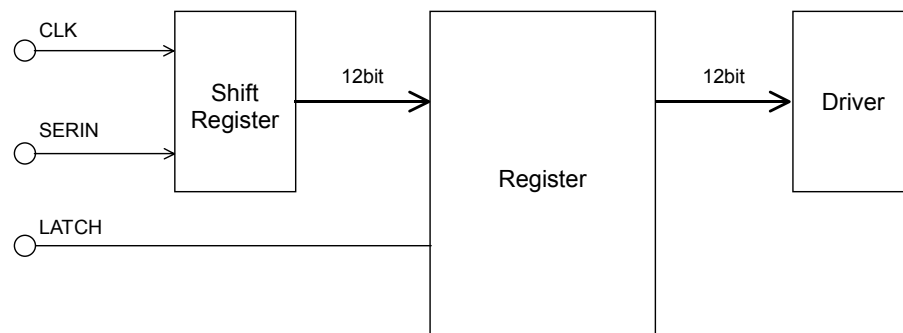 CLK
SERIN
LATCH
Shift
Register
12bit
Register
12bit
Driver